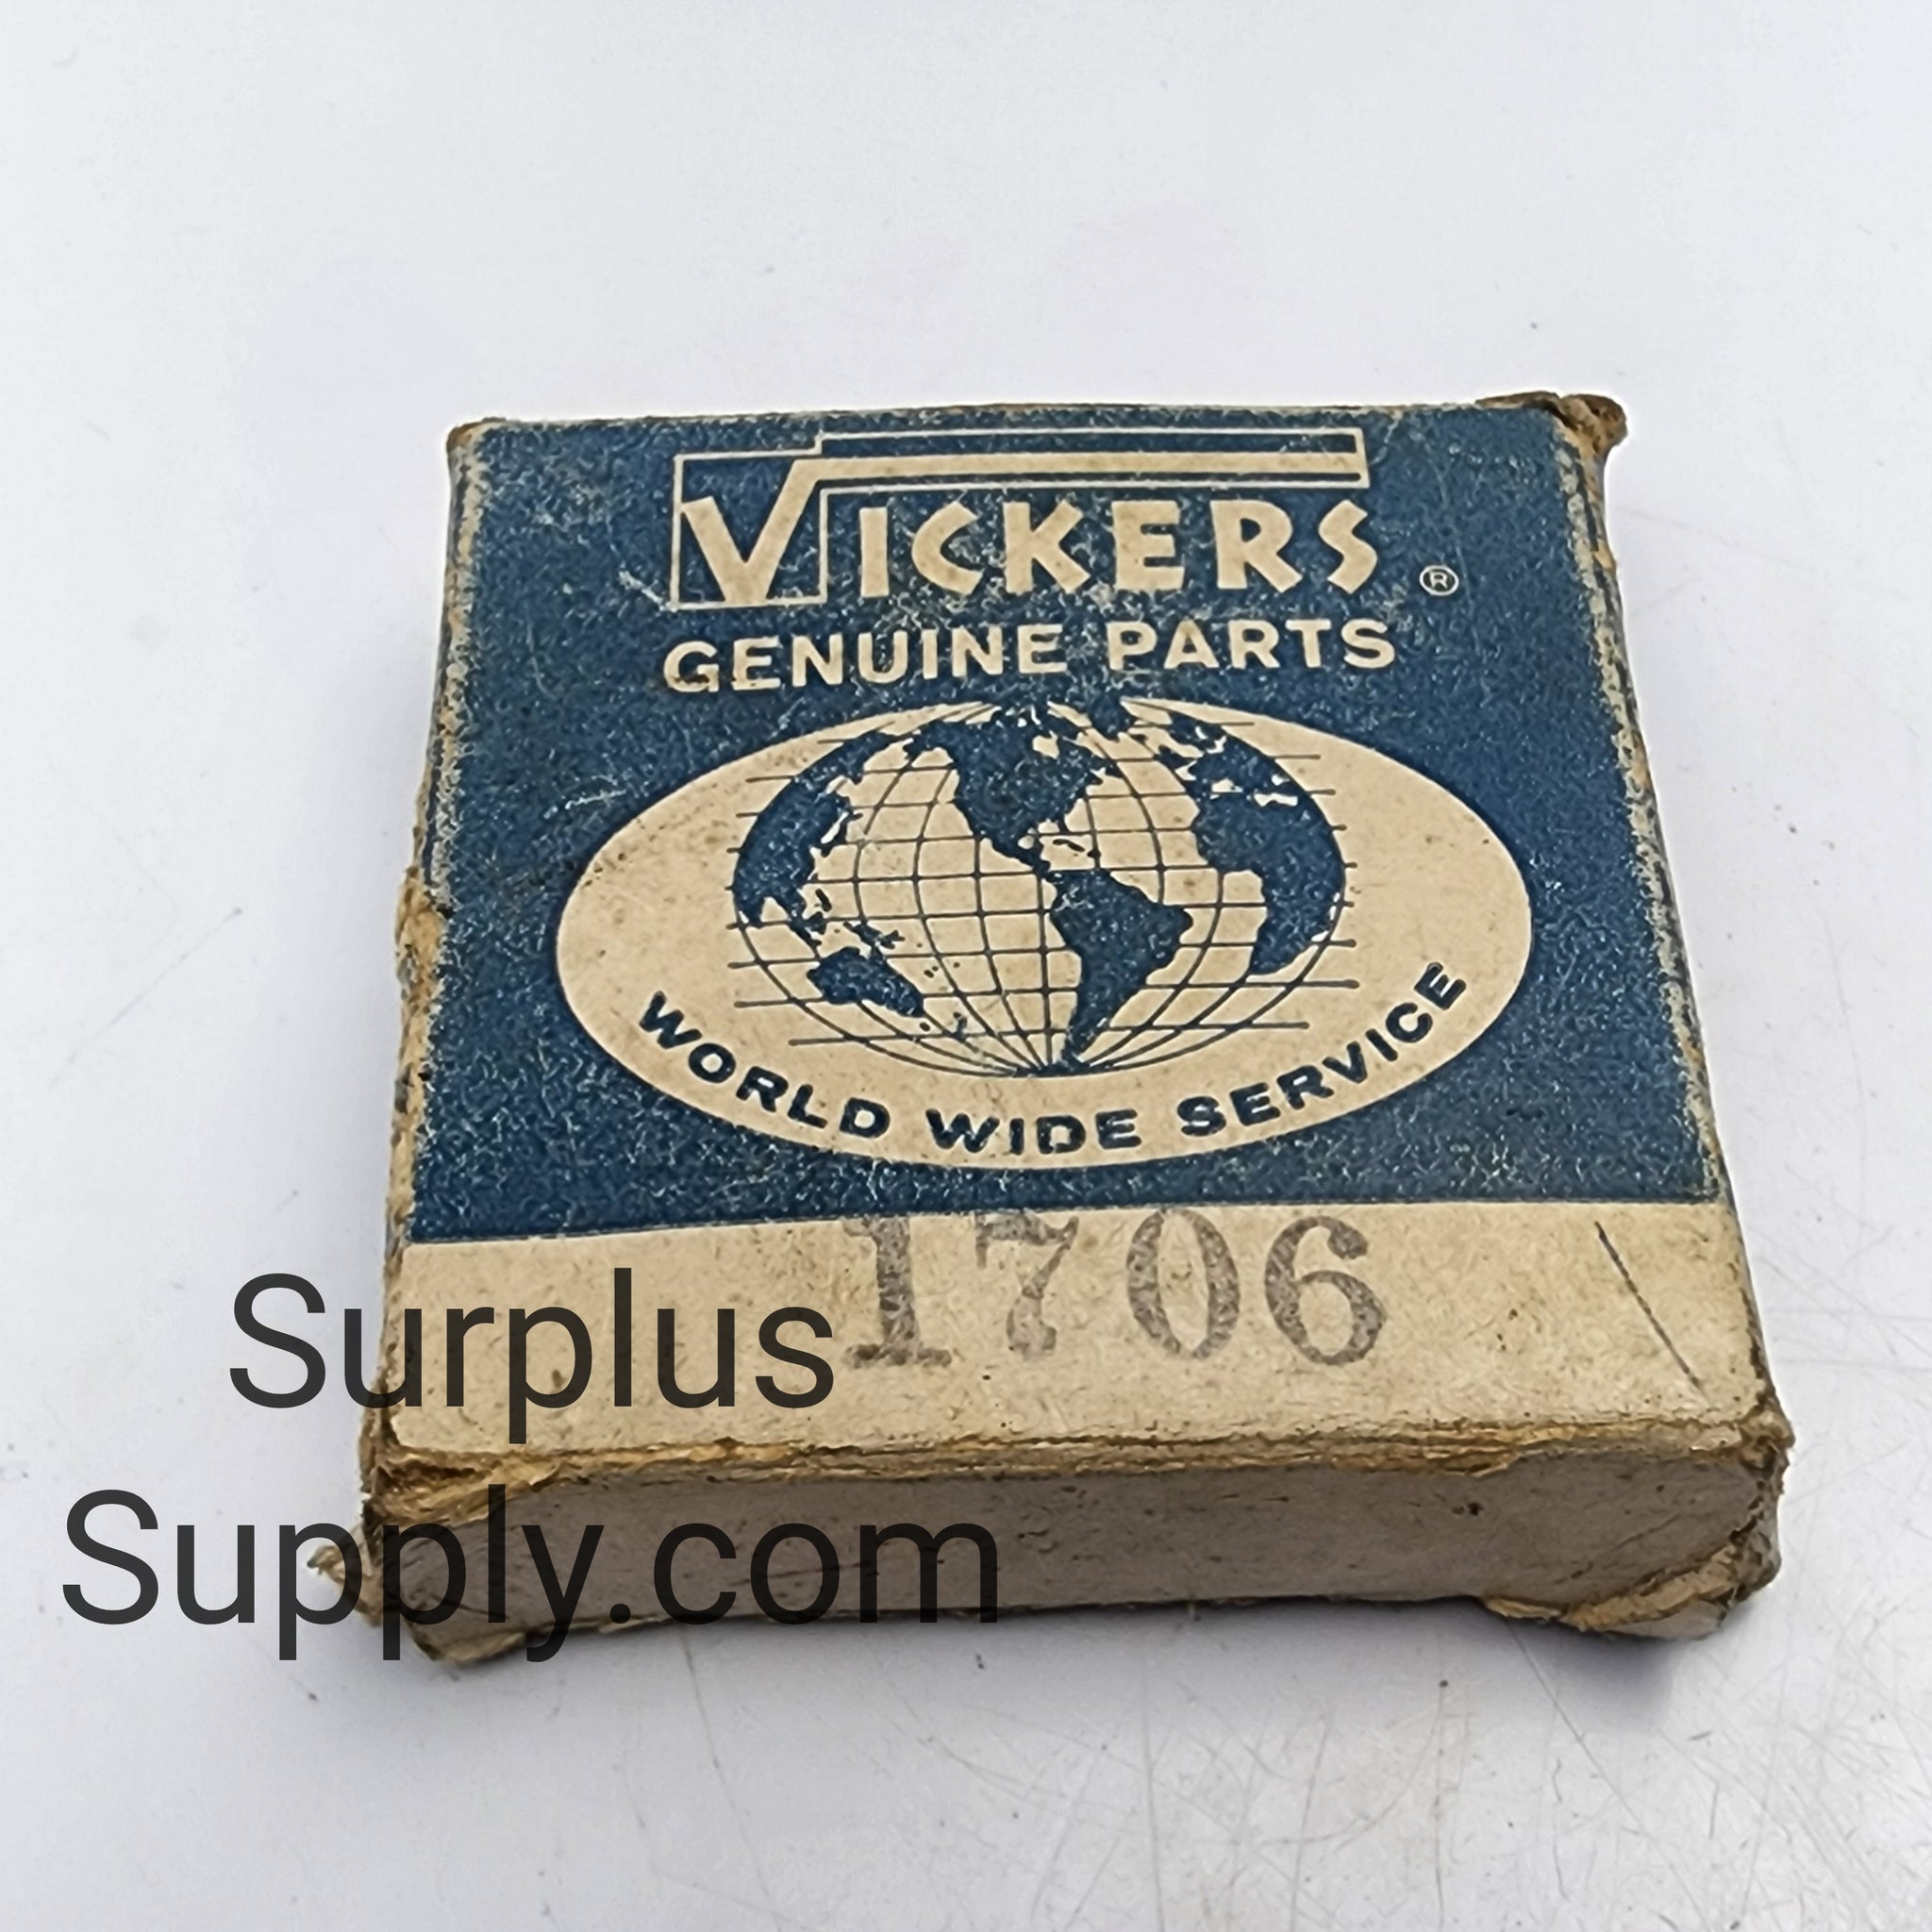 VICKERS ®
GENUINE PARTS
WORLD WIDE SERVICE
1706
Surplus
Supply.com